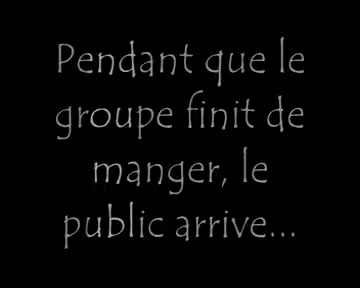 Pendant que le
groupe finit de
manger, le
public arrive...